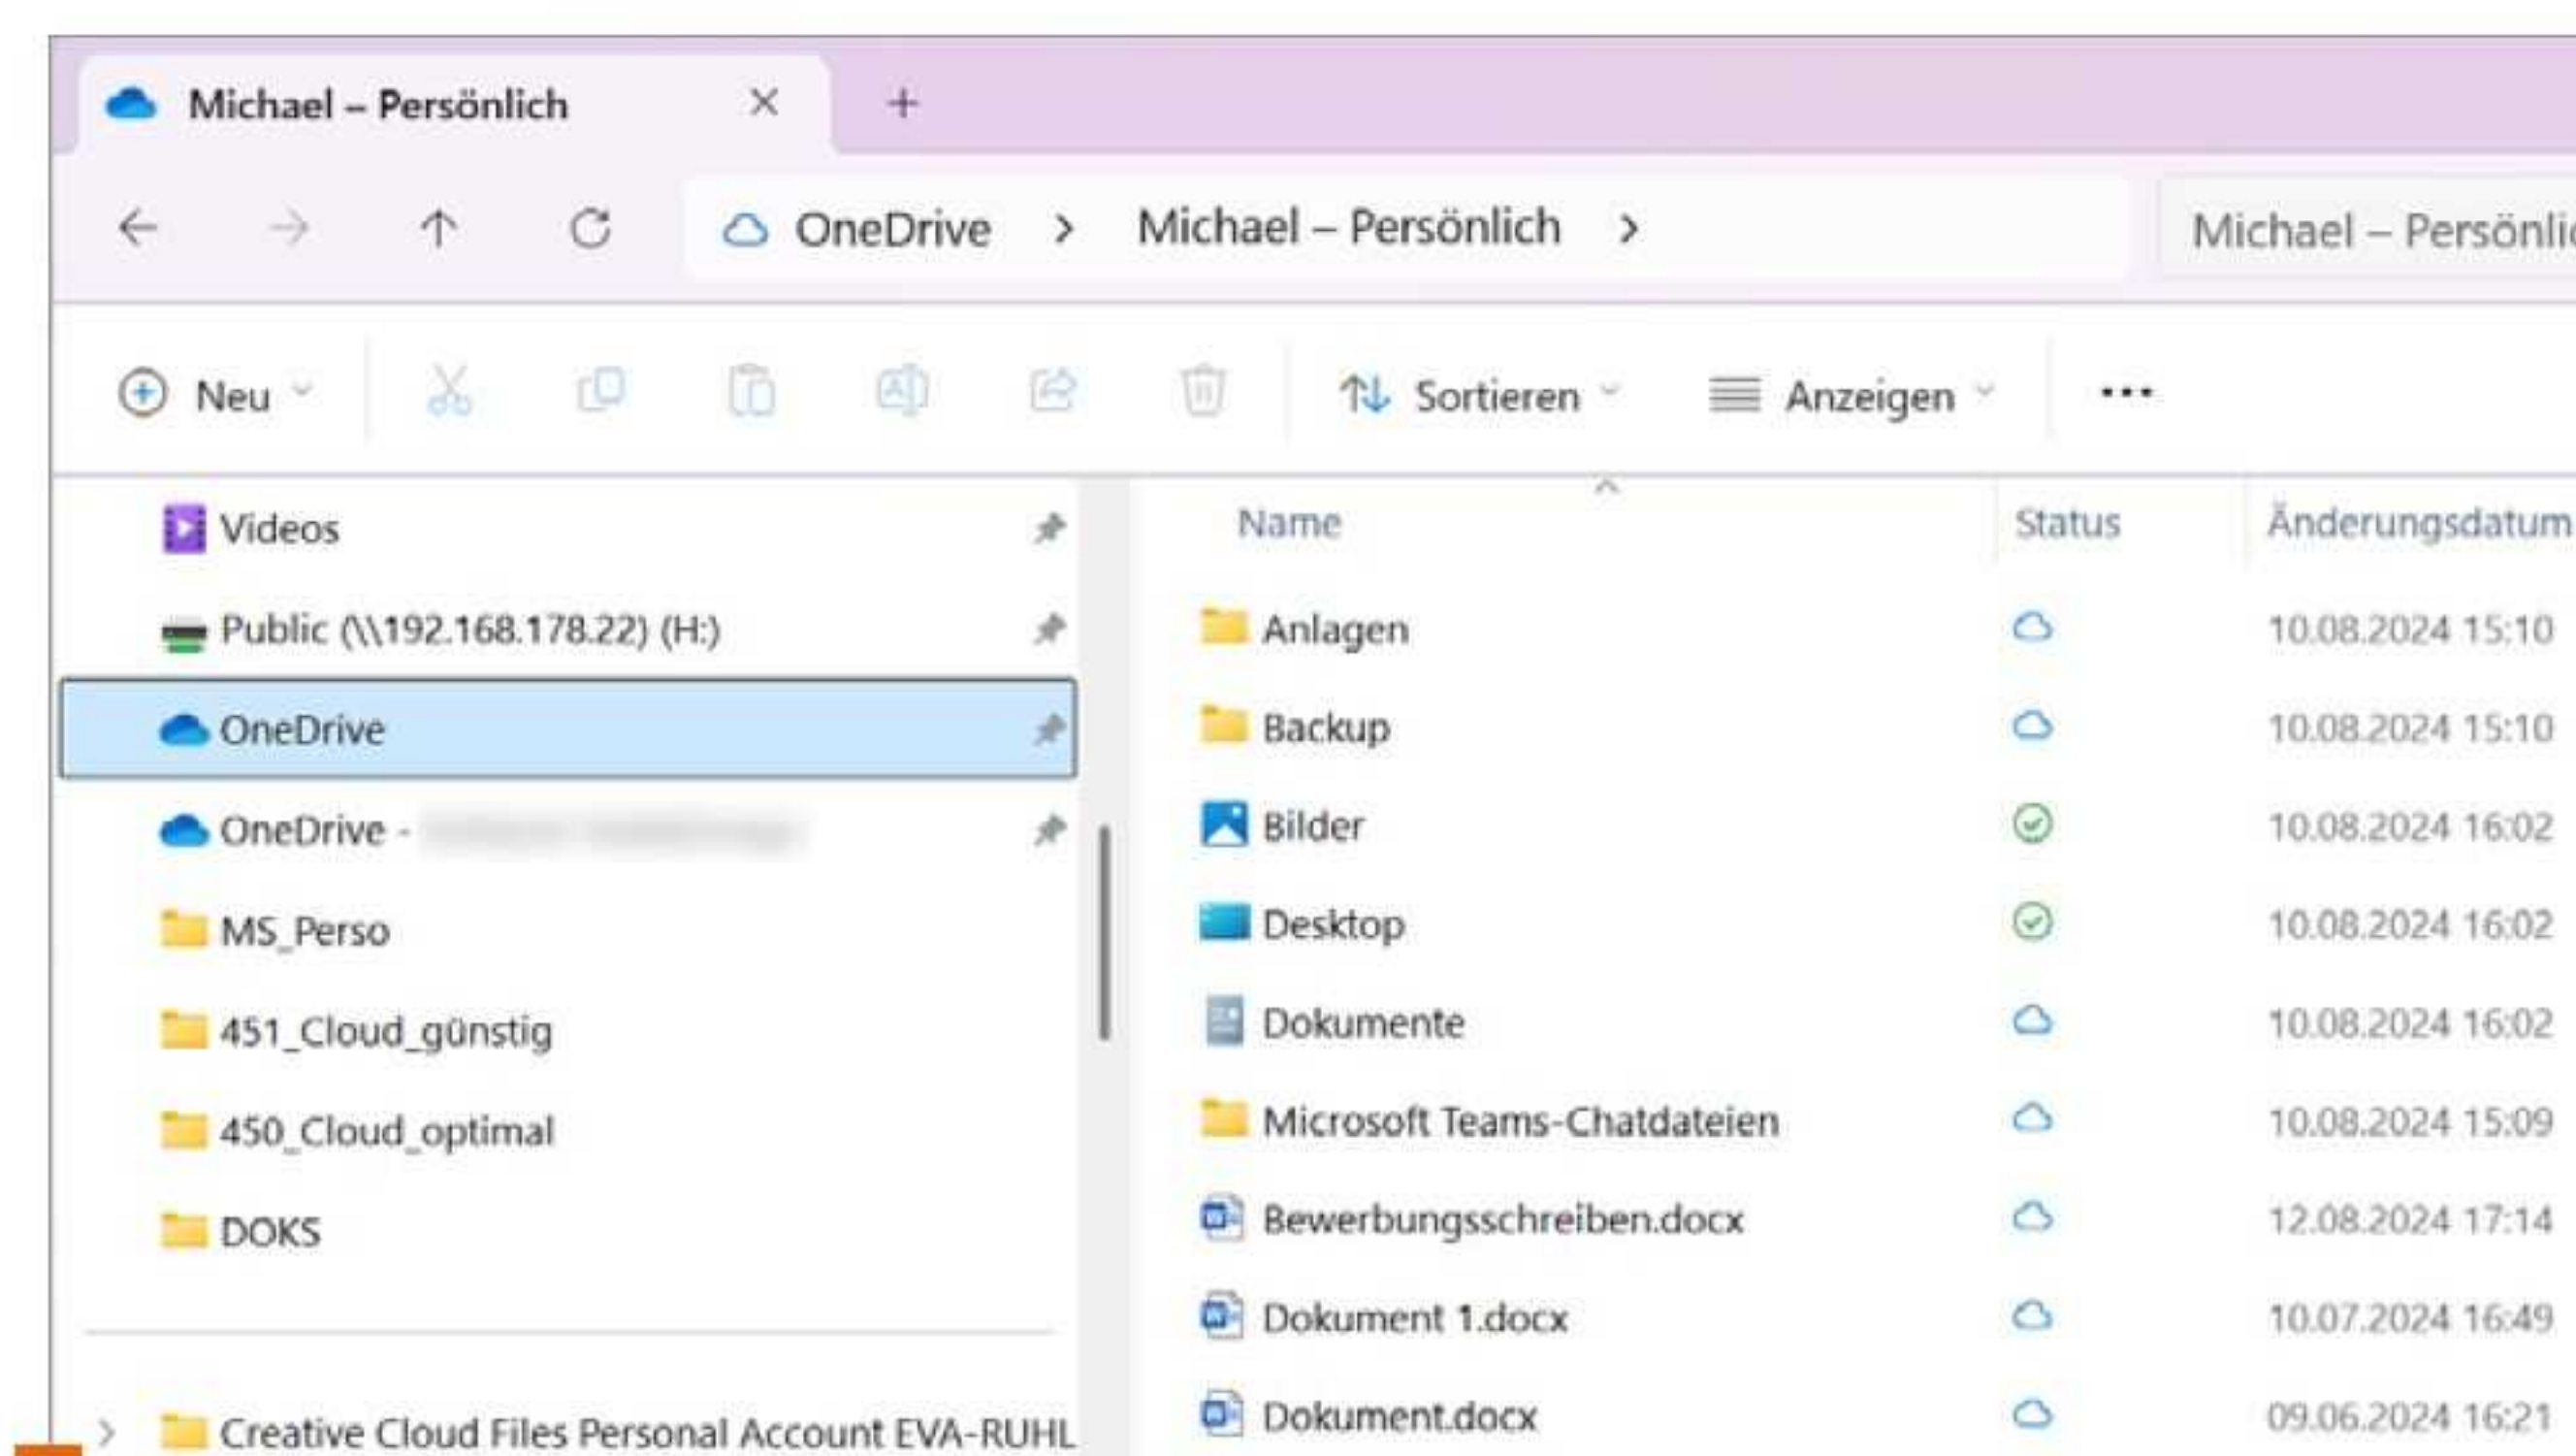 Michael – Persönlich
OneDrive > Michael – Persönlich >
Michael – Persönlic
Neu
Sortieren
Anzeigen
Videos
Public (\\192.168.178.22) (H:)
OneDrive
OneDrive -
MS_Perso
451_Cloud_günstig
450_Cloud_optimal
DOKS
Creative Cloud Files Personal Account EVA-RUHL
Name Status Änderungsdatum
Anlagen 10.08.2024 15:10
Backup 10.08.2024 15:10
Bilder 10.08.2024 16:02
Desktop 10.08.2024 16:02
Dokumente 10.08.2024 16:02
Microsoft Teams-Chatdateien 10.08.2024 15:09
Bewerbungsschreiben.docx 12.08.2024 17:14
Dokument 1.docx 10.07.2024 16:49
Dokument.docx 09.06.2024 16:21